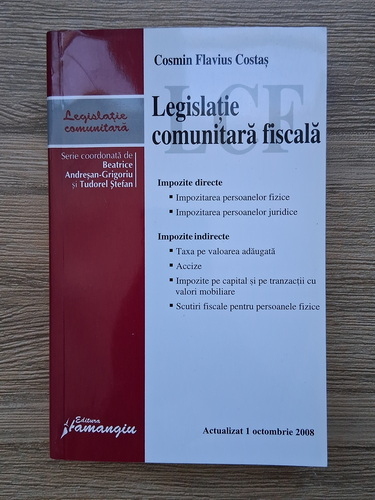 Cosmin Flavius Costaș
LCF
Legislație
comunitară fiscală
Legislație
comunitară
Serie coordonată de
Beatrice
Andreșan-Grigoriu
și Tudorel Ștefan
Impozite directe
▪ Impozitarea persoanelor fizice
▪ Impozitarea persoanelor juridice
Impozite indirecte
▪ Taxa pe valoarea adăugată
▪ Accize
▪ Impozite pe capital și pe tranzacții cu
valori mobiliare
▪ Scutiri fiscale pentru persoanele fizice
Editura
hamangiu
Actualizat 1 octombrie 2008